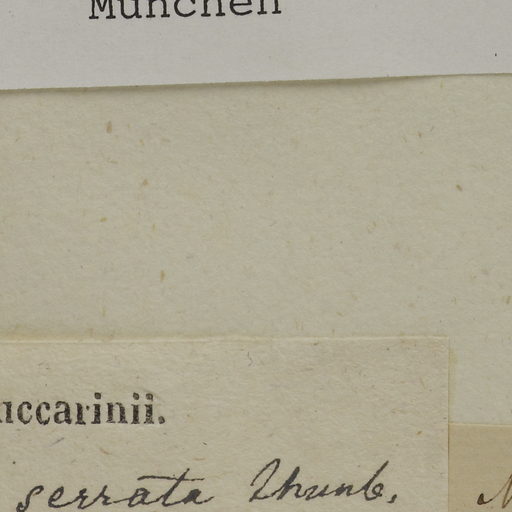 München
uccarinii.
serrata Thunb.